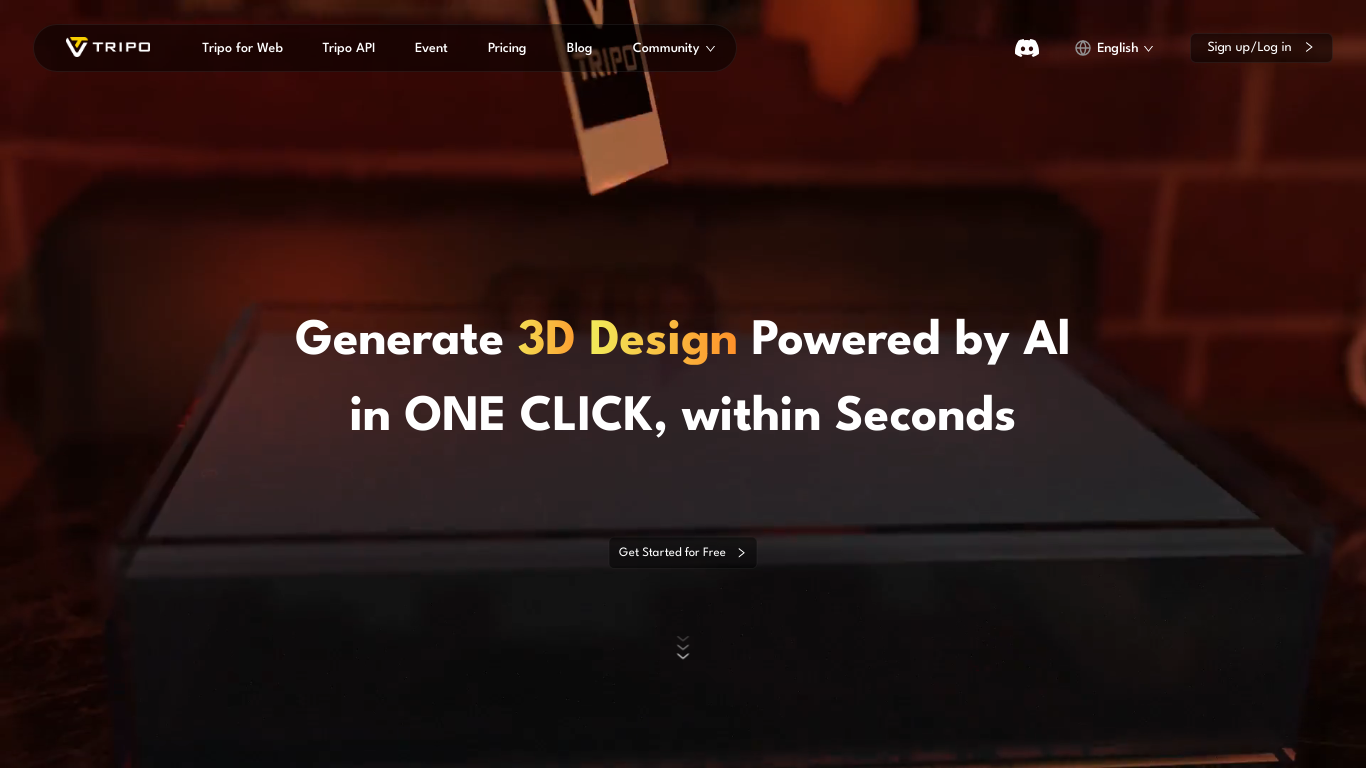 TRIPO
Tripo for Web
Tripo API
Event
Pricing
Blog
Community
English
Sign up/Log in
TRIPO
Generate 3D Design Powered by AI
in ONE CLICK, within Seconds
Get Started for Free